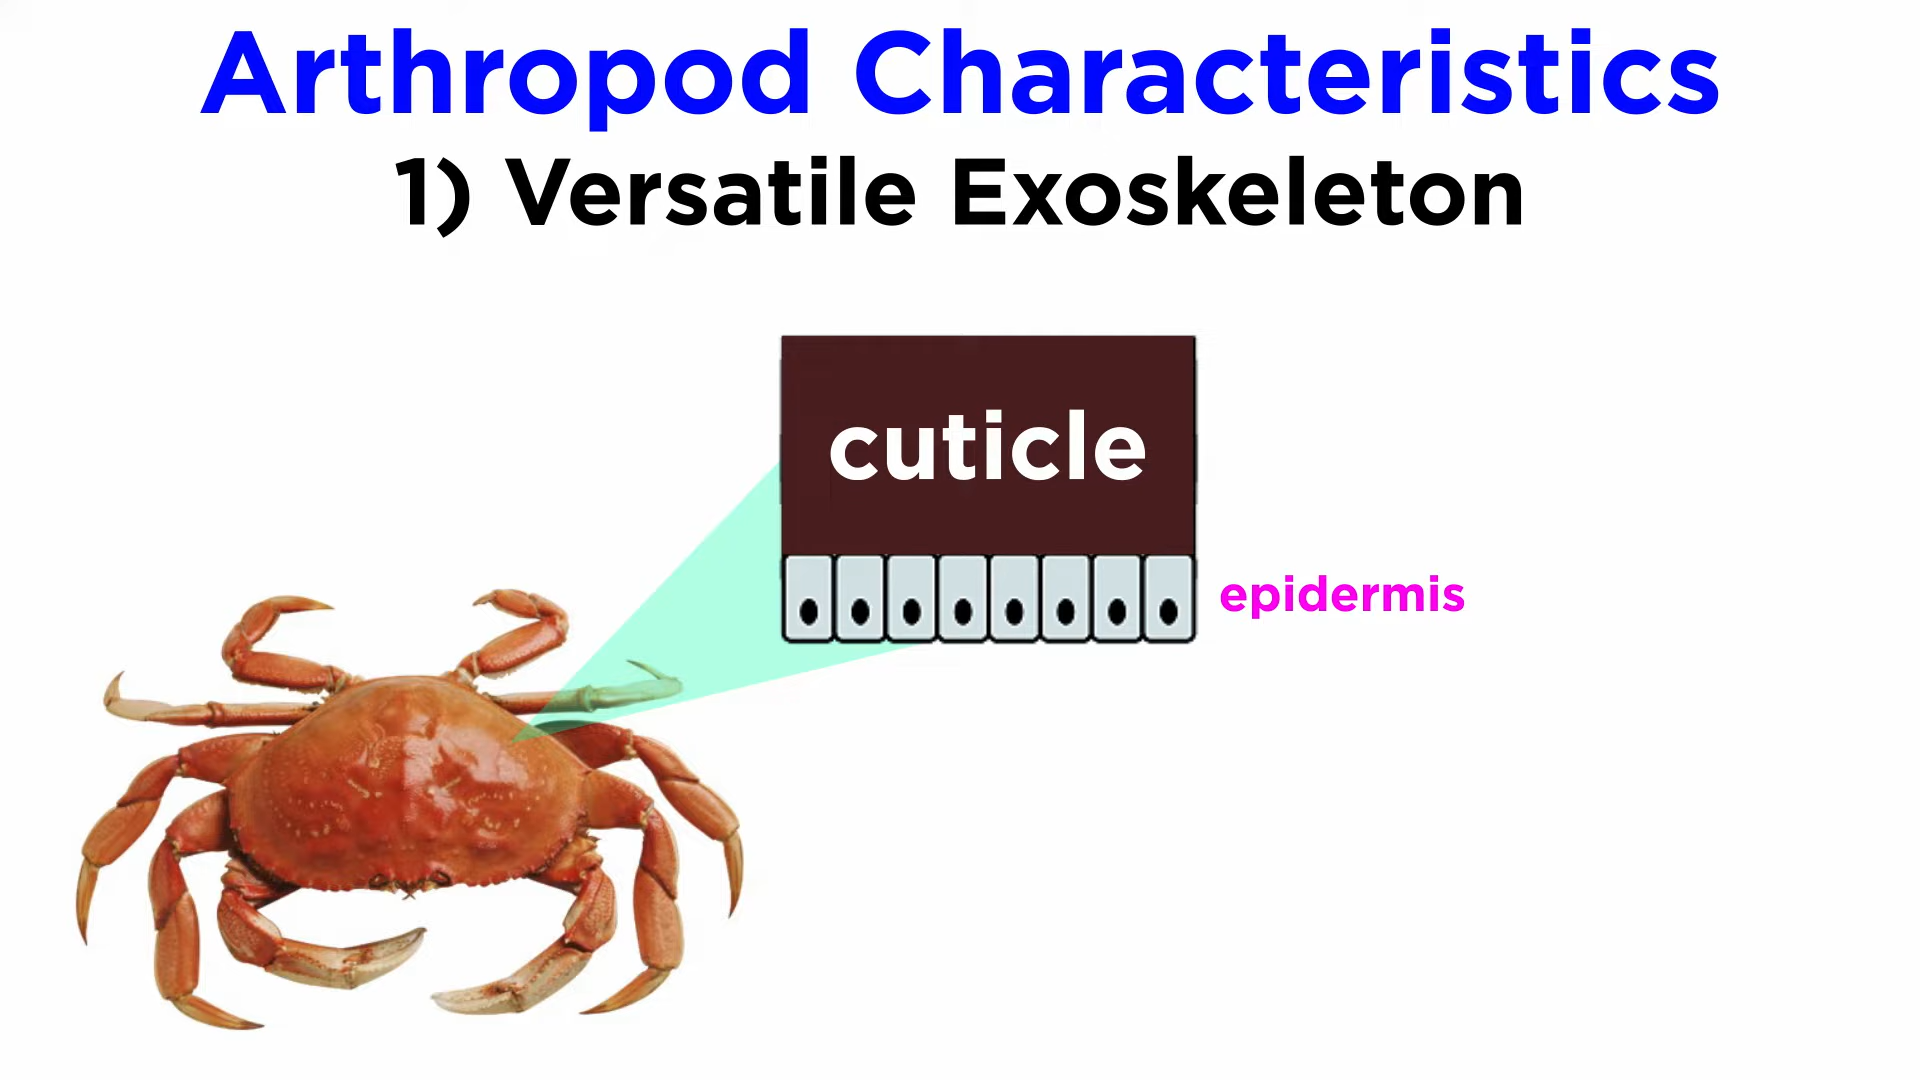 Arthropod Characteristics
1) Versatile Exoskeleton
cuticle
epidermis